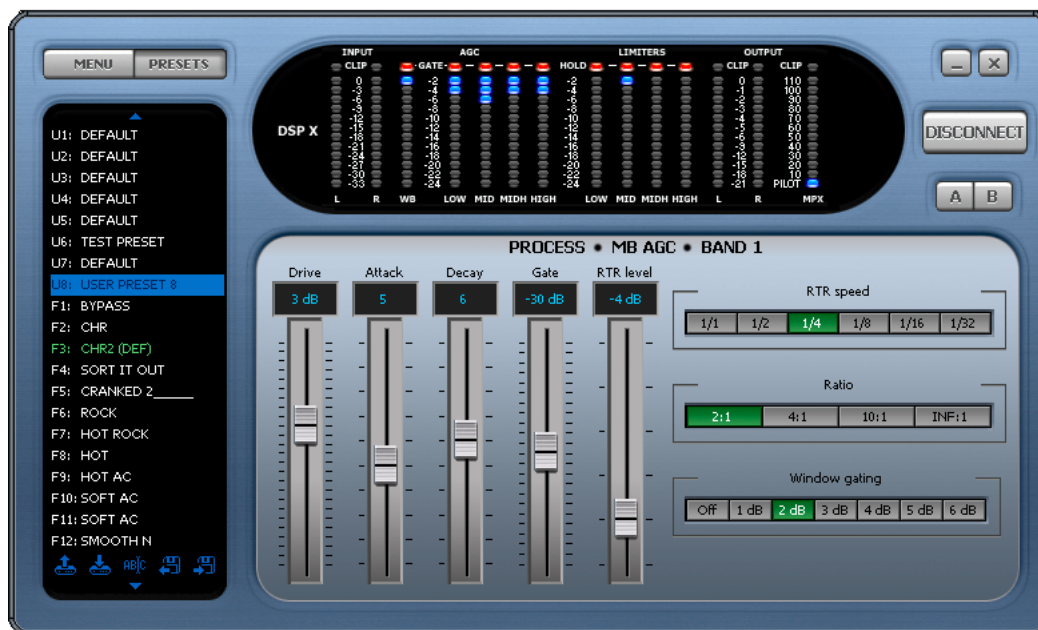 MENU PRESETS
U1: DEFAULT
U2: DEFAULT
U3: DEFAULT
U4: DEFAULT
U5: DEFAULT
U6: TEST PRESET
U7: DEFAULT
U8: USER PRESET 8
F1: BYPASS
F2: CHR
F3: CHR2 (DEF)
F4: SORT IT OUT
F5: CRANKED 2_____
F6: ROCK
F7: HOT ROCK
F8: HOT
F9: HOT AC
F10: SOFT AC
F11: SOFT AC
F12: SMOOTH N
AB|C
INPUT AGC LIMITERS OUTPUT
CLIP GATE HOLD CLIP CLIP
0 -2 -2 0 110
-3 -4 -4 -1 100
-6 -6 -6 -2 90
-9 -8 -8 -3 80
-12 -10 -10 -4 70
-15 -12 -12 -5 60
-18 -14 -14 -6 50
-21 -16 -16 -9 40
-24 -18 -18 -12 30
-27 -20 -20 -15 20
-30 -22 -22 -18 10
-33 -24 -24 -21 PILOT
DSP X
L R WB LOW MID MIDH HIGH LOW MID MIDH HIGH L R MPX
DISCONNECT
A B
PROCESS • MB AGC • BAND 1
Drive Attack Decay Gate RTR level
3 dB 5 6 -30 dB -4 dB
RTR speed
1/1 1/2 1/4 1/8 1/16 1/32
Ratio
2:1 4:1 10:1 INF:1
Window gating
Off 1 dB 2 dB 3 dB 4 dB 5 dB 6 dB